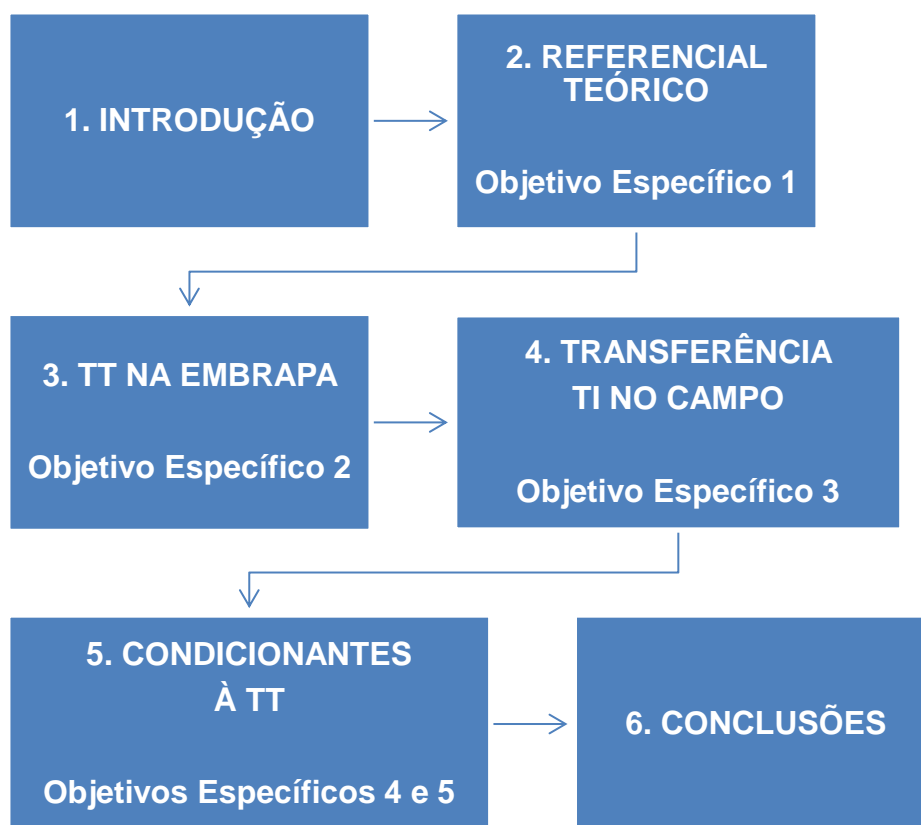 1. INTRODUÇÃO
2. REFERENCIAL
TEÓRICO
Objetivo Específico 1
3. TT NA EMBRAPA
Objetivo Específico 2
4. TRANSFERÊNCIA
TI NO CAMPO
Objetivo Específico 3
5. CONDICIONANTES
À TT
Objetivos Específicos 4 e 5
6. CONCLUSÕES